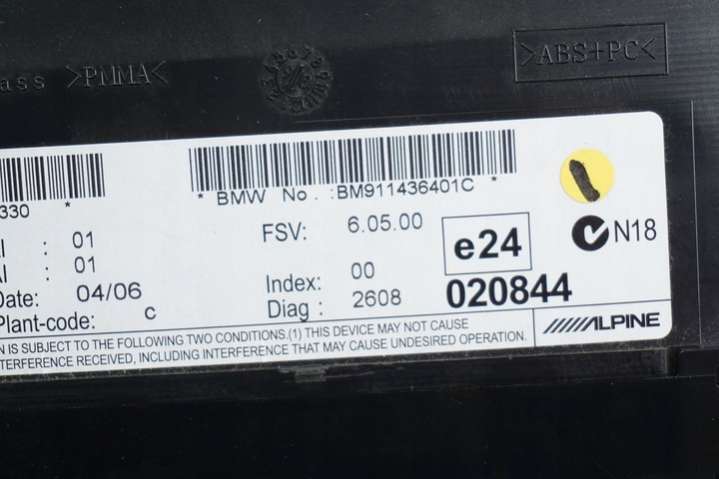 ass >PMMA<
>ABS+PC<
330 *
* BMW No. :BM911436401C *
I : 01
FSV: 6.05.00
e24
N18
I : 01
Index: 00
Date: 04/06
Diag : 2608
020844
Plant-code: C
ALPINE
N IS SUBJECT TO THE FOLLOWING TWO CONDITIONS.(1) THIS DEVICE MAY NOT CAUSE
TERFERENCE RECEIVED, INCLUDING INTERFERENCE THAT MAY CAUSE UNDESIRED OPERATION.